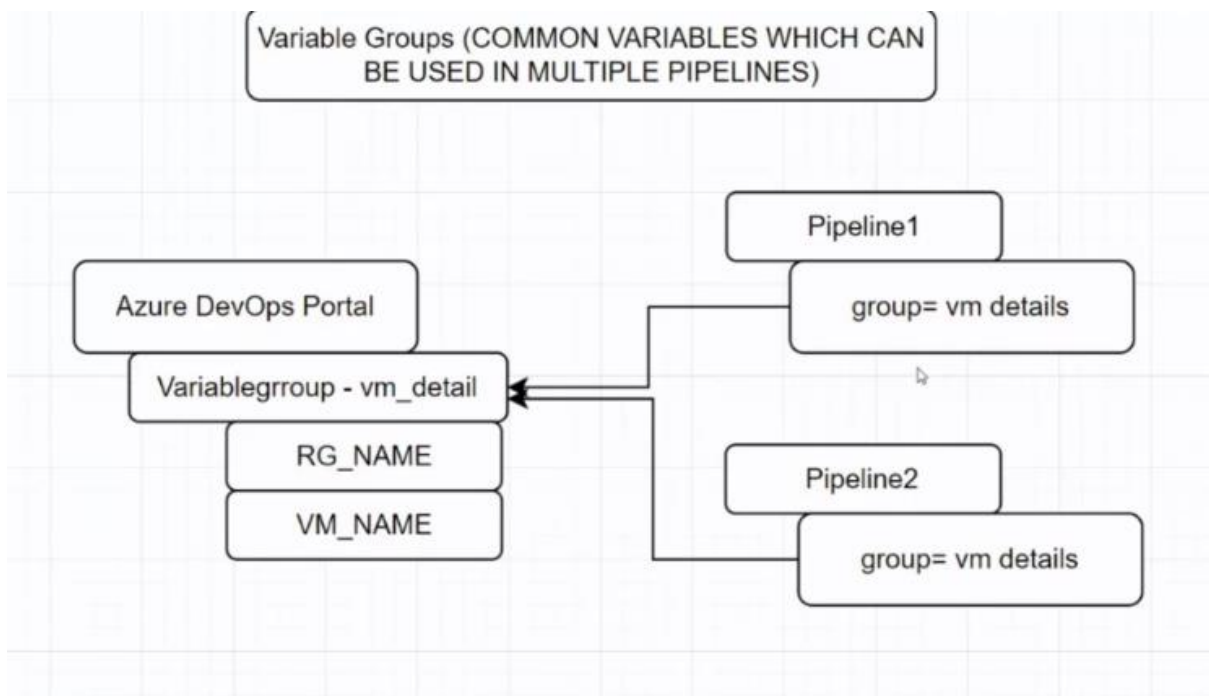 Variable Groups (COMMON VARIABLES WHICH CAN
BE USED IN MULTIPLE PIPELINES)
Azure DevOps Portal
Variablegrroup - vm_detail
RG_NAME
VM_NAME
Pipeline1
group= vm details
Pipeline2
group= vm details